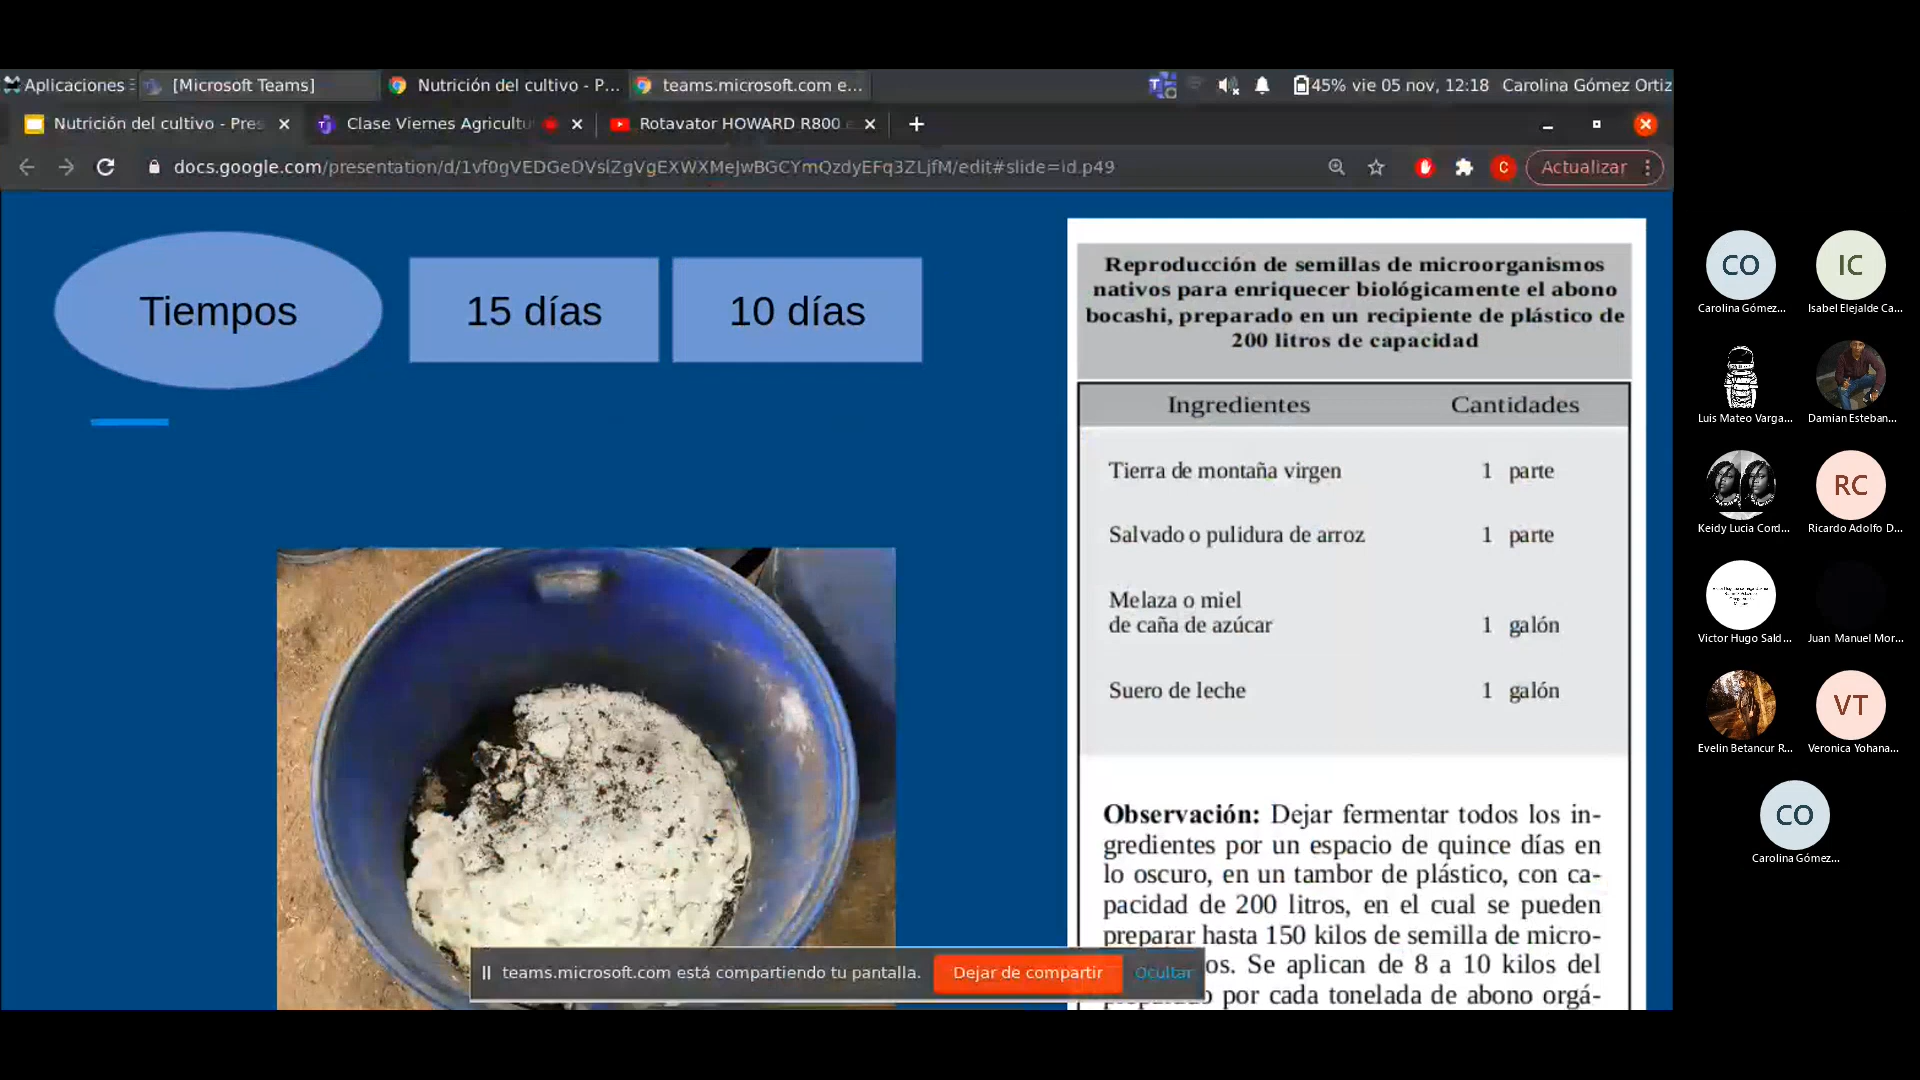 Aplicaciones
[Microsoft Teams]
Nutrición del cultivo - P...
teams.microsoft.com e...
45% vie 05 nov, 12:18 Carolina Gómez Ortiz
Nutrición del cultivo - Pres
Clase Viernes Agricultu
Rotavator HOWARD R800 e
docs.google.com/presentation/d/1vf0gVEDGeDVslZgVgEXWXMeJwBGCYmQzdyEFq3ZLjfM/edit#slide=id.p49
C
Actualizar
Tiempos
15 días
10 días
Reproducción de semillas de microorganismos
nativos para enriquecer biológicamente el abono
bocashi, preparado en un recipiente de plástico de
200 litros de capacidad
Ingredientes Cantidades
Tierra de montaña virgen 1 parte
Salvado o pulidura de arroz 1 parte
Melaza o miel
de caña de azúcar 1 galón
Suero de leche 1 galón
Observación: Dejar fermentar todos los in-
gredientes por un espacio de quince días en
lo oscuro, en un tambor de plástico, con ca-
pacidad de 200 litros, en el cual se pueden
preparar hasta 150 kilos de semilla de micro-
os. Se aplican de 8 a 10 kilos del
por cada tonelada de abono orgá-
teams.microsoft.com está compartiendo tu pantalla.
Dejar de compartir
Ocultar
CO
Carolina Gómez...
IC
Isabel Elejalde Ca...
Luis Mateo Varga...
Damian Esteban...
Keidy Lucia Cord...
RC
Ricardo Adolfo D...
Victor Hugo Sald...
Juan Manuel Mor...
Evelin Betancur R...
VT
Veronica Yohana...
CO
Carolina Gómez...